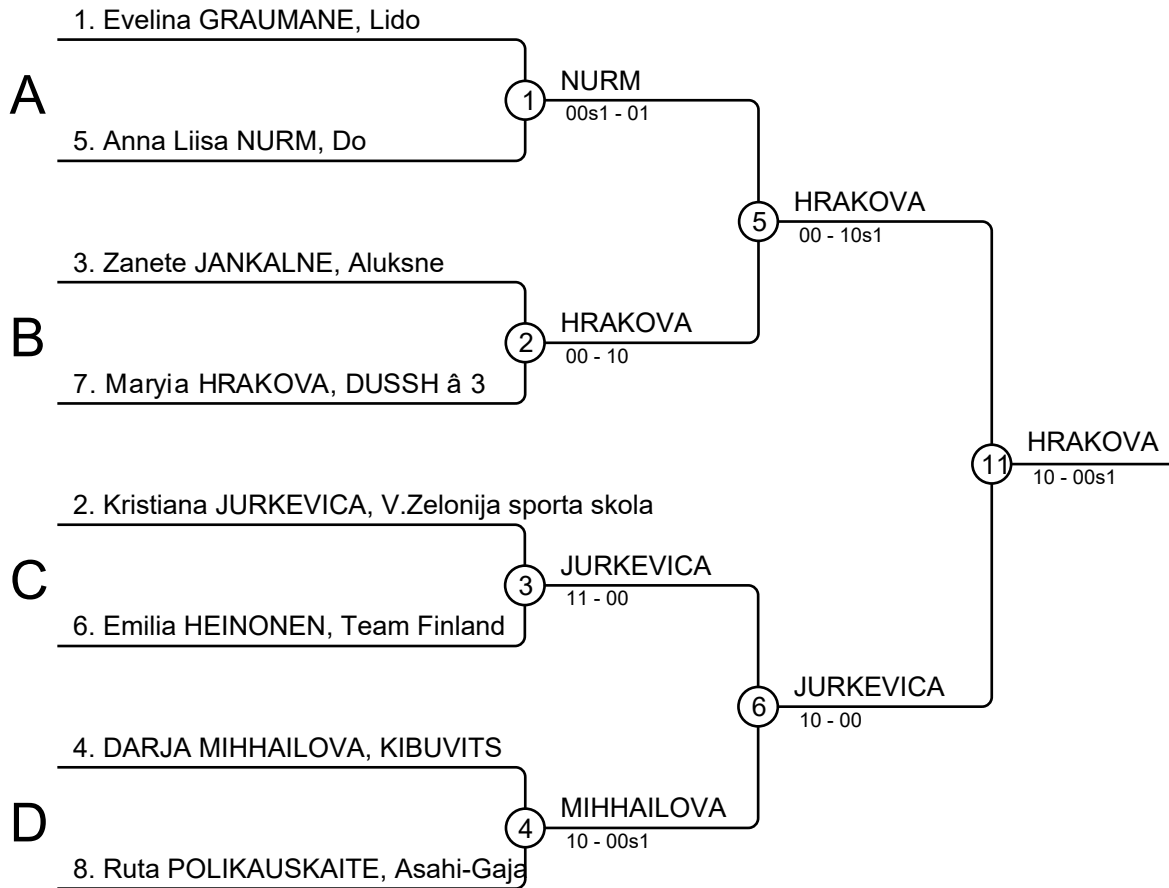 1. Evelina GRAUMANE, Lido
A
1
NURM
00s1 - 01
5. Anna Liisa NURM, Do
5
HRAKOVA
00 - 10s1
3. Zanete JANKALNE, Aluksne
B
2
HRAKOVA
00 - 10
7. Maryia HRAKOVA, DUSSH â 3
11
HRAKOVA
10 - 00s1
2. Kristiana JURKEVICA, V.Zelonija sporta skola
C
3
JURKEVICA
11 - 00
6. Emilia HEINONEN, Team Finland
6
JURKEVICA
10 - 00
4. DARJA MIHHAILOVA, KIBUVITS
D
4
MIHHAILOVA
10 - 00s1
8. Ruta POLIKAUSKAITE, Asahi-Gaja